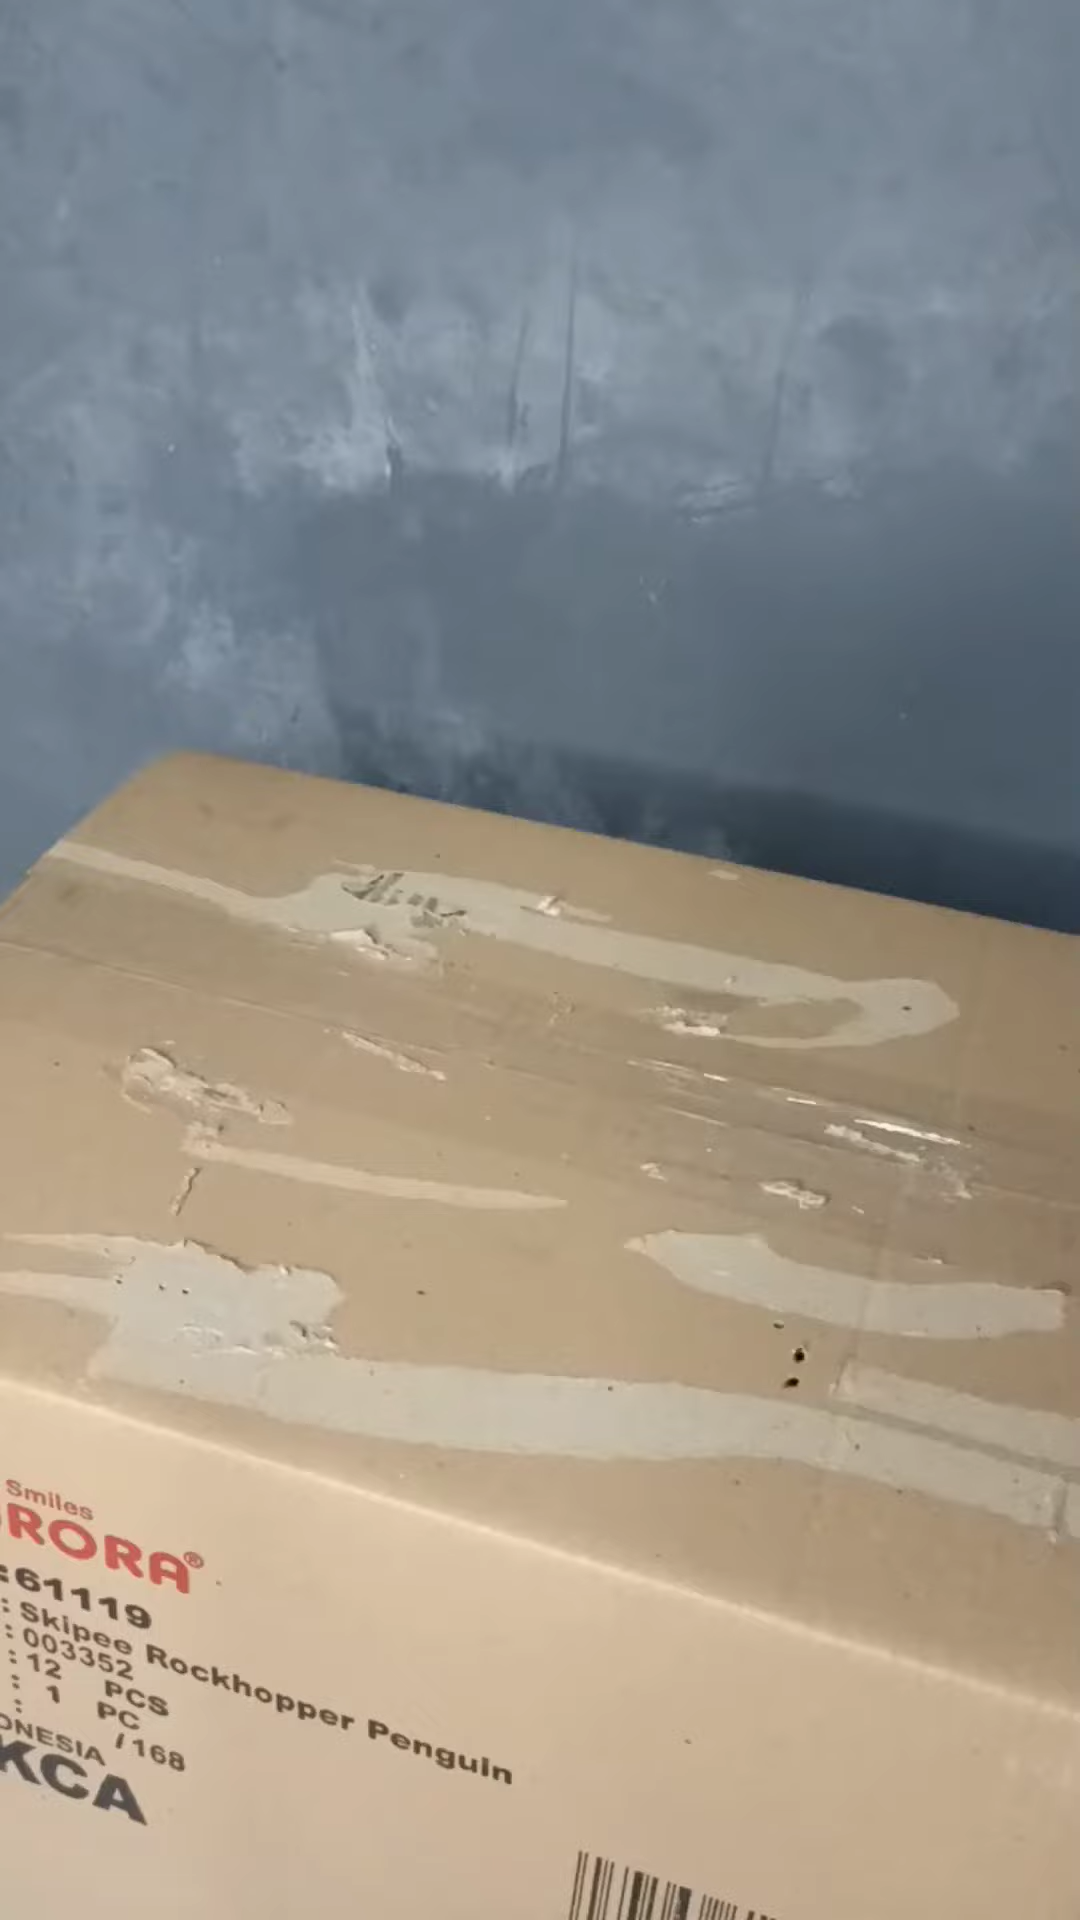 Smiles
RORA®
:61119
: Skipee Rockhopper Penguin
: 003352
: 12 PCS
: 1 PC
ONESIA /168
KCA